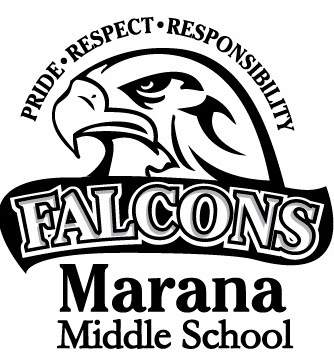 PRIDE • RESPECT • RESPONSIBILITY
FALCONS
Marana
Middle School